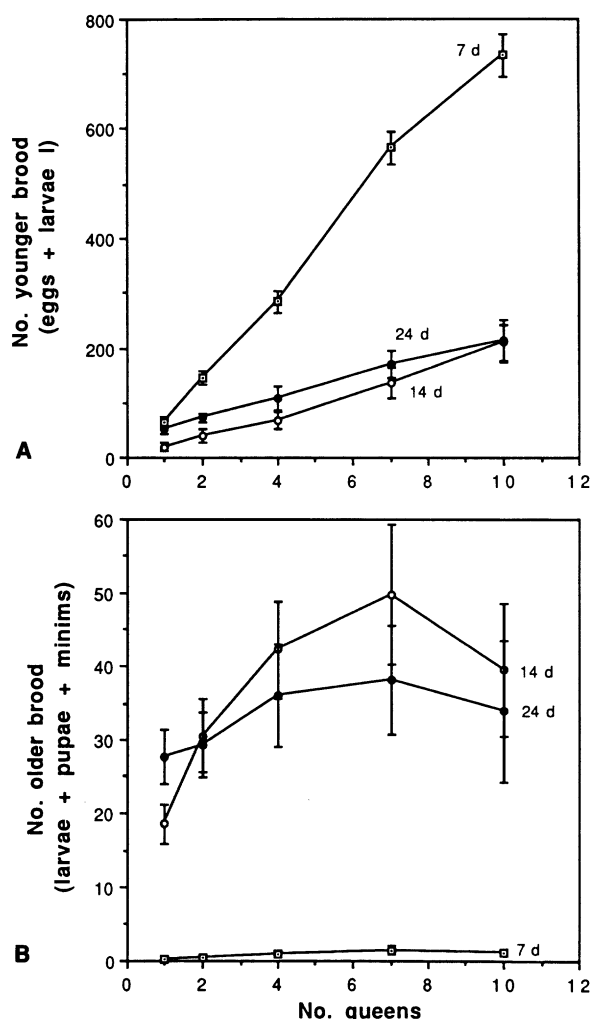 800
7 d
600
No. younger brood
(eggs + larvae I)
400
24 d
200
14 d
A
0
0 2 4 6 8 10 12
60
50
No. older brood
(larvae + pupae + minims)
40
14 d
24 d
30
20
10
B
7 d
0
0 2 4 6 8 10 12
No. queens